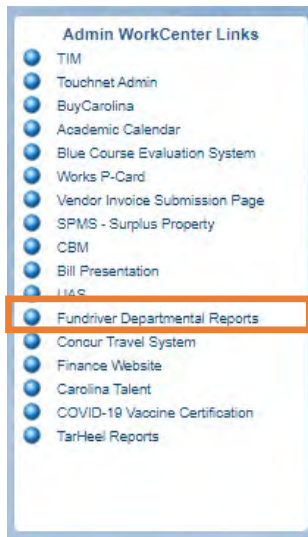 Admin WorkCenter Links
TIM
Touchnet Admin
BuyCarolina
Academic Calendar
Blue Course Evaluation System
Works P-Card
Vendor Invoice Submission Page
SPMS - Surplus Property
CBM
Bill Presentation
UAS
Fundriver Departmental Reports
Concur Travel System
Finance Website
Carolina Talent
COVID-19 Vaccine Certification
TarHeel Reports